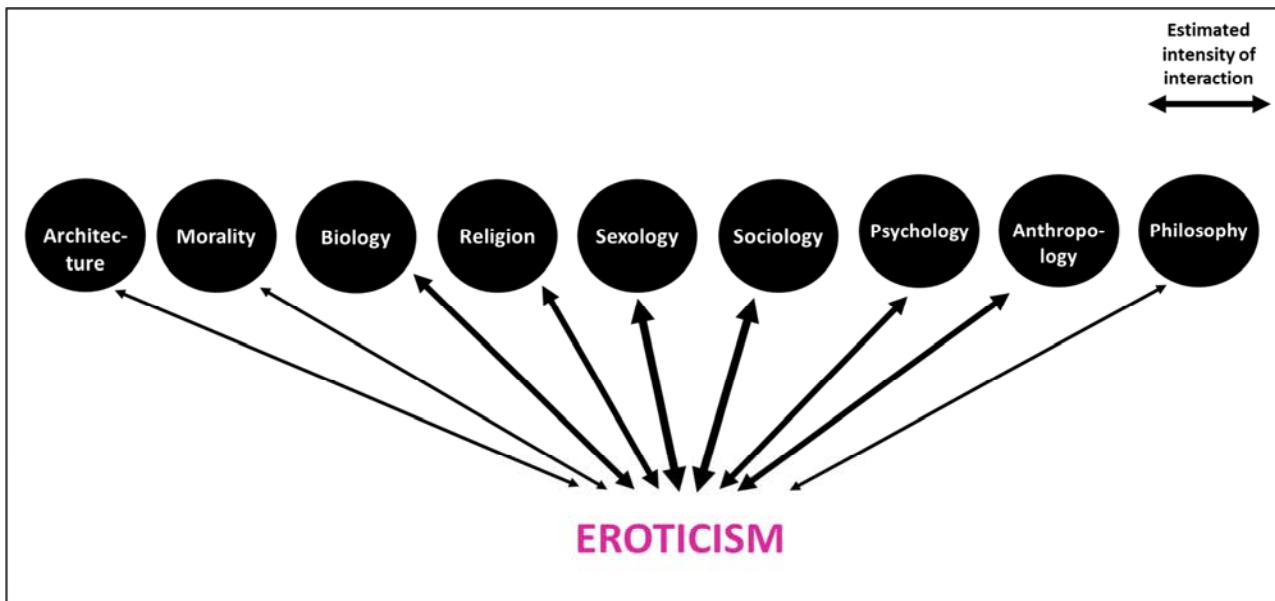 Estimated
intensity of
interaction
Architec-
ture
Morality
Biology
Religion
Sexology
Sociology
Psychology
Anthropo-
logy
Philosophy
EROTICISM